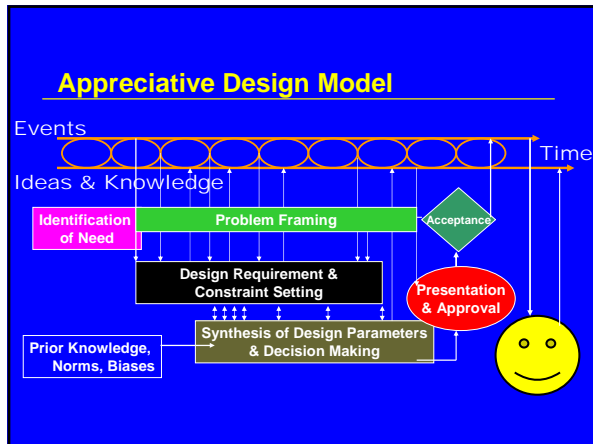 Appreciative Design Model
Events
Time
Ideas & Knowledge
Identification
of Need
Problem Framing
Acceptance
Design Requirement &
Constraint Setting
Presentation
& Approval
Synthesis of Design Parameters
& Decision Making
Prior Knowledge,
Norms, Biases